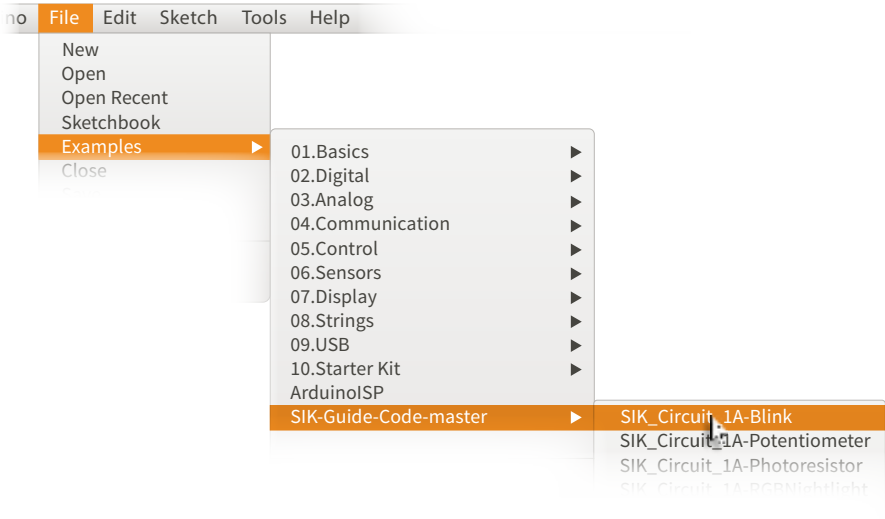 no File Edit Sketch Tools Help
New
Open
Open Recent
Sketchbook
Examples
Close
01.Basics
02.Digital
03.Analog
04.Communication
05.Control
06.Sensors
07.Display
08.Strings
09.USB
10.Starter Kit
ArduinoISP
SIK-Guide-Code-master
SIK_Circuit_1A-Blink
SIK_Circuit_1A-Potentiometer
SIK_Circuit_1A-Photoresistor
SIK_Circuit_1A-RGBNightlight